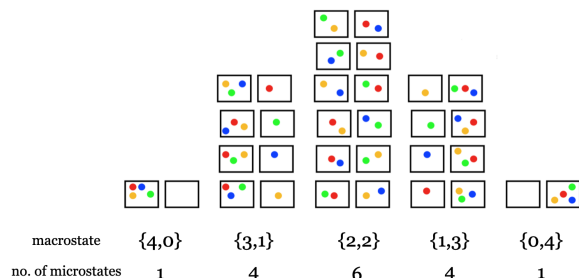 macrostate {4,0} {3,1} {2,2} {1,3} {0,4}
no. of microstates 1 4 6 4 1